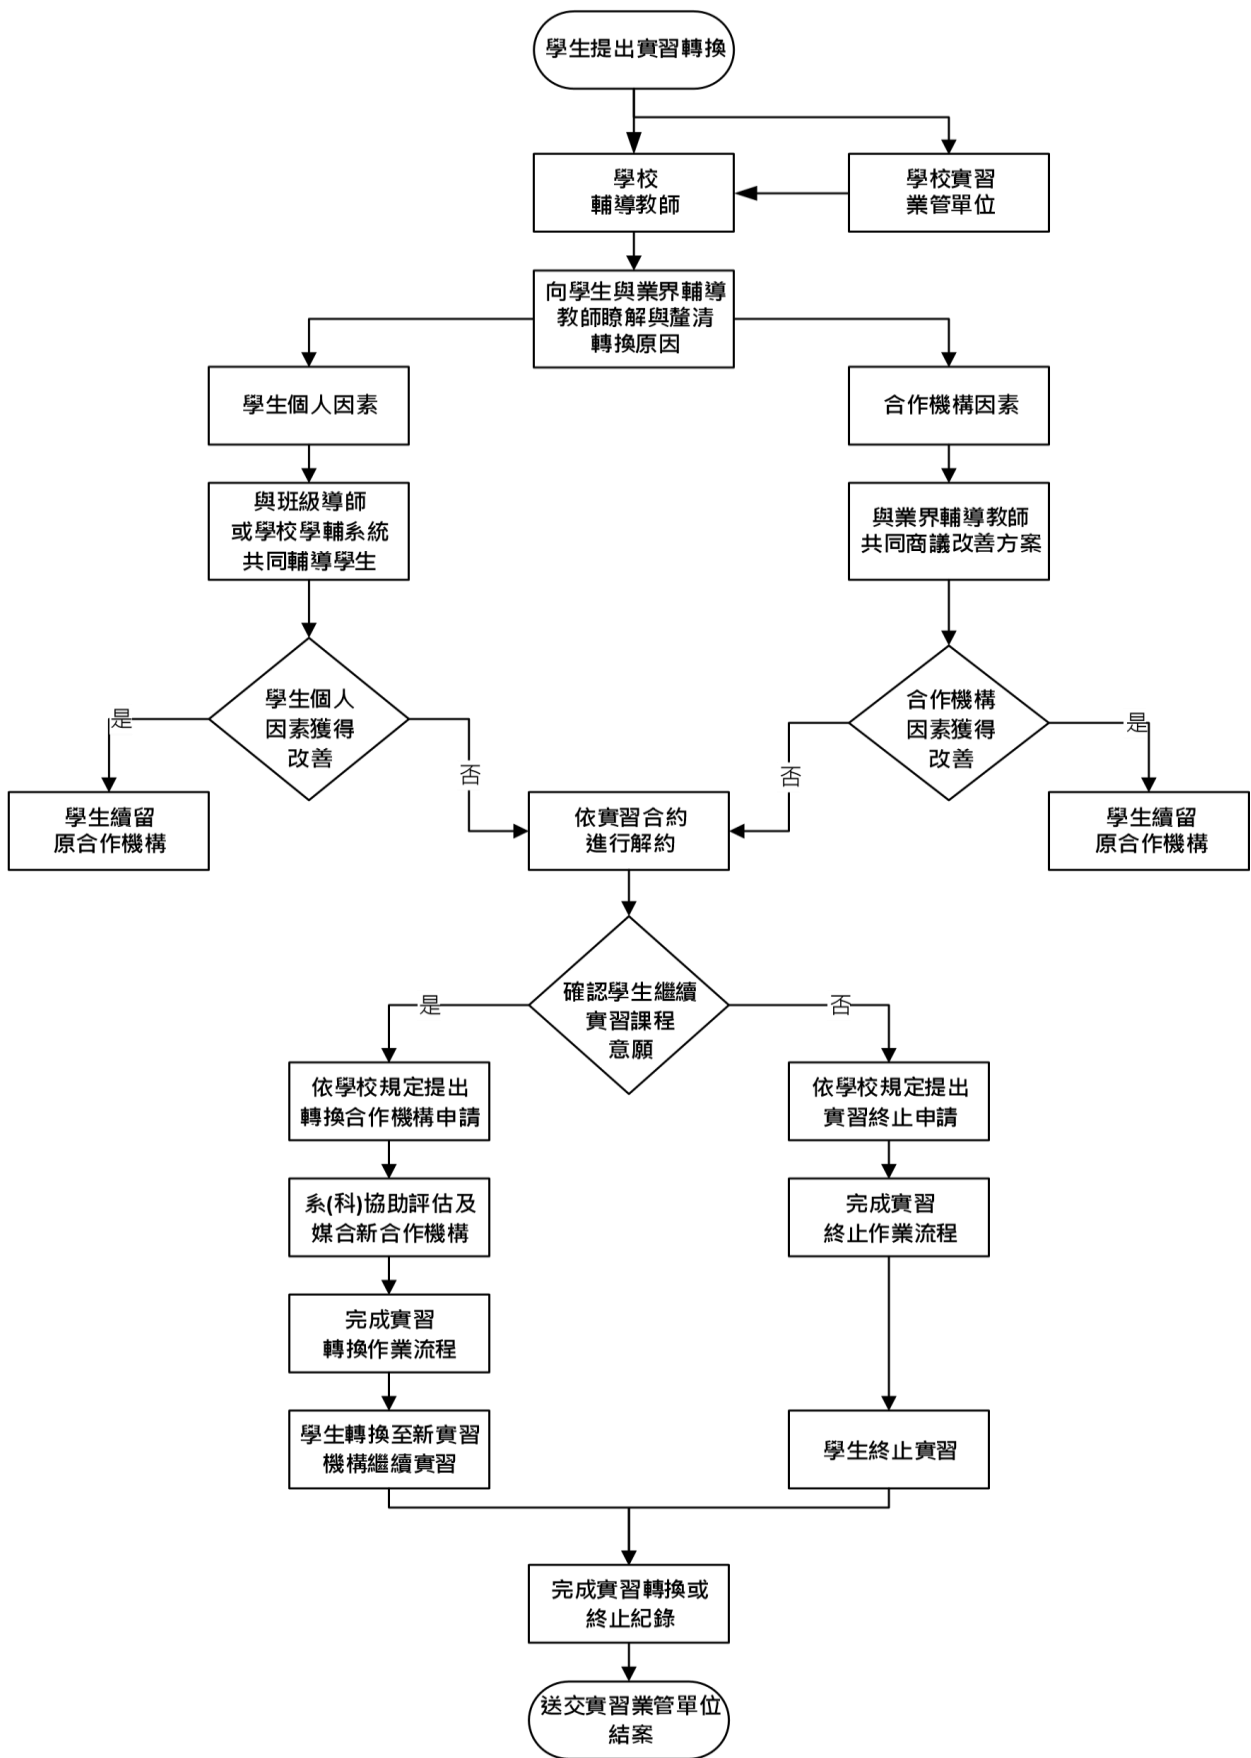 學生提出實習轉換
學校
輔導教師
學校實習
業管單位
向學生與業界輔導
教師瞭解與釐清
轉換原因
學生個人因素
合作機構因素
與班級導師
或學校學輔系統
共同輔導學生
與業界輔導教師
共同商議改善方案
學生個人
因素獲得
改善
合作機構
因素獲得
改善
是
否
否
是
學生續留
原合作機構
依實習合約
進行解約
學生續留
原合作機構
確認學生繼續
實習課程
意願
是
否
依學校規定提出
轉換合作機構申請
依學校規定提出
實習終止申請
系(科)協助評估及
媒合新合作機構
完成實習
終止作業流程
完成實習
轉換作業流程
學生轉換至新實習
機構繼續實習
學生終止實習
完成實習轉換或
終止紀錄
送交實習業管單位
結案